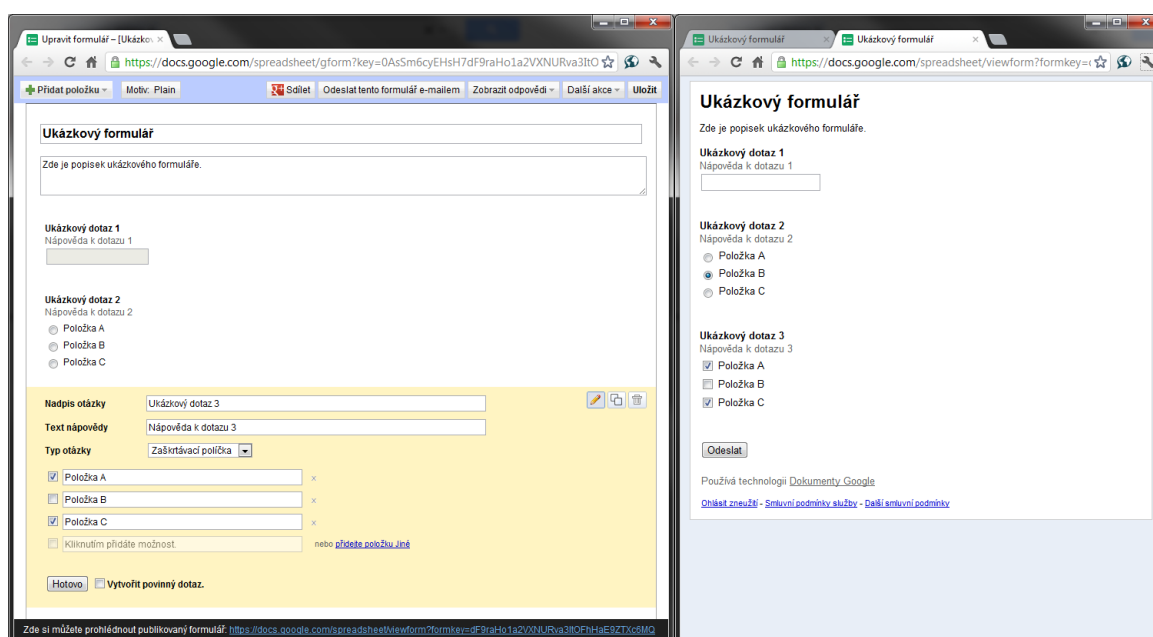 Upravit formulář – [Ukázkov
https://docs.google.com/spreadsheet/gform?key=0AsSm6cyEHsH7dF9raHo1a2VXNURva3ItO
Přidat položku
Motiv: Plain
Sdílet
Odeslat tento formulář e-mailem
Zobrazit odpovědi
Další akce
Uložit
Ukázkový formulář
Zde je popisek ukázkového formuláře.
Ukázkový dotaz 1
Nápověda k dotazu 1
Ukázkový dotaz 2
Nápověda k dotazu 2
Položka A
Položka B
Položka C
Nadpis otázky
Ukázkový dotaz 3
Text nápovědy
Nápověda k dotazu 3
Typ otázky
Zaškrtávací políčka
Položka A
x
Položka B
x
Položka C
x
Kliknutím přidáte možnost.
nebo přidejte položku Jiné
Hotovo
Vytvořit povinný dotaz.
Zde si můžete prohlédnout publikovaný formulář: https://docs.google.com/spreadsheet/viewform?formkey=dF9raHo1a2VXNURva3ItOFhHaE9ZTXc6MQ
Ukázkový formulář
Ukázkový formulář
https://docs.google.com/spreadsheet/viewform?formkey=
Ukázkový formulář
Zde je popisek ukázkového formuláře.
Ukázkový dotaz 1
Nápověda k dotazu 1
Ukázkový dotaz 2
Nápověda k dotazu 2
Položka A
Položka B
Položka C
Ukázkový dotaz 3
Nápověda k dotazu 3
Položka A
Položka B
Položka C
Odeslat
Používá technologii Dokumenty Google
Ohlásit zneužití - Smluvní podmínky služby - Další smluvní podmínky